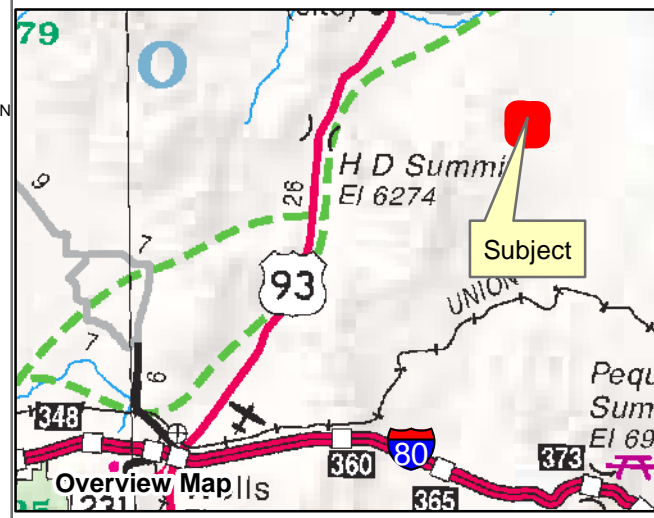 79
O
N
H D Summi
El 6274
26
9
7
Subject
93
UNION
7
6
Pequ
Sum
El 69
348
80
360
373
365
Overview Map
lls
231